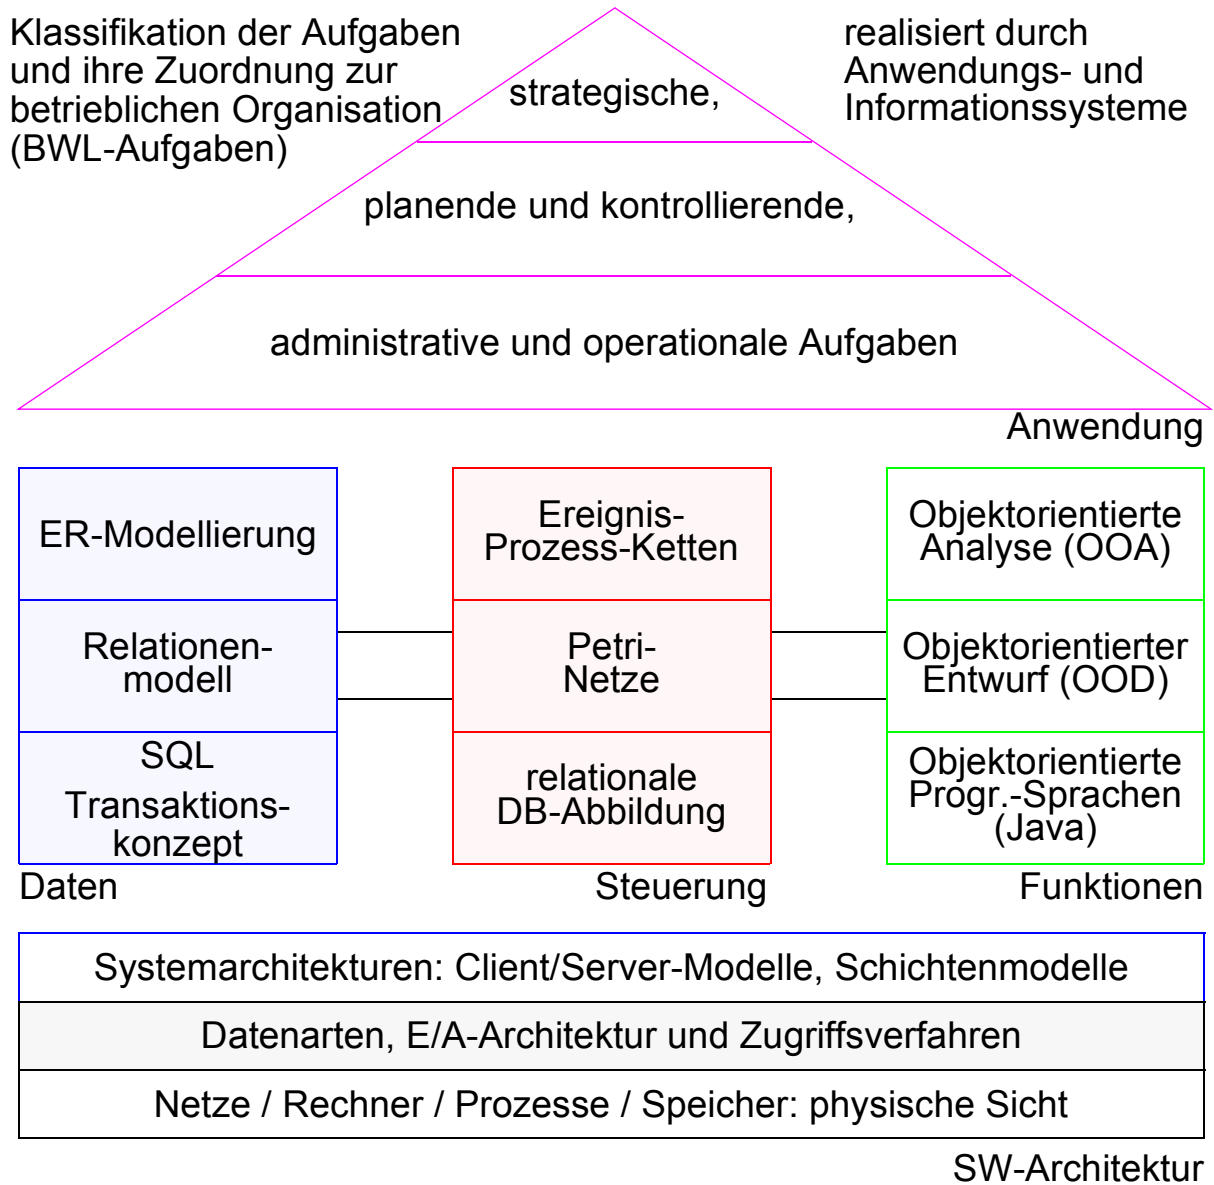 Klassifikation der Aufgaben
und ihre Zuordnung zur
betrieblichen Organisation
(BWL-Aufgaben)
realisiert durch
Anwendungs- und
Informationssysteme
strategische,
planende und kontrollierende,
administrative und operationale Aufgaben
Anwendung
ER-Modellierung
Relationen-
modell
SQL
Transaktions-
konzept
Daten
Ereignis-
Prozess-Ketten
Petri-
Netze
relationale
DB-Abbildung
Steuerung
Objektorientierte
Analyse (OOA)
Objektorientierter
Entwurf (OOD)
Objektorientierte
Progr.-Sprachen
(Java)
Funktionen
Systemarchitekturen: Client/Server-Modelle, Schichtenmodelle
Datenarten, E/A-Architektur und Zugriffsverfahren
Netze / Rechner / Prozesse / Speicher: physische Sicht
SW-Architektur